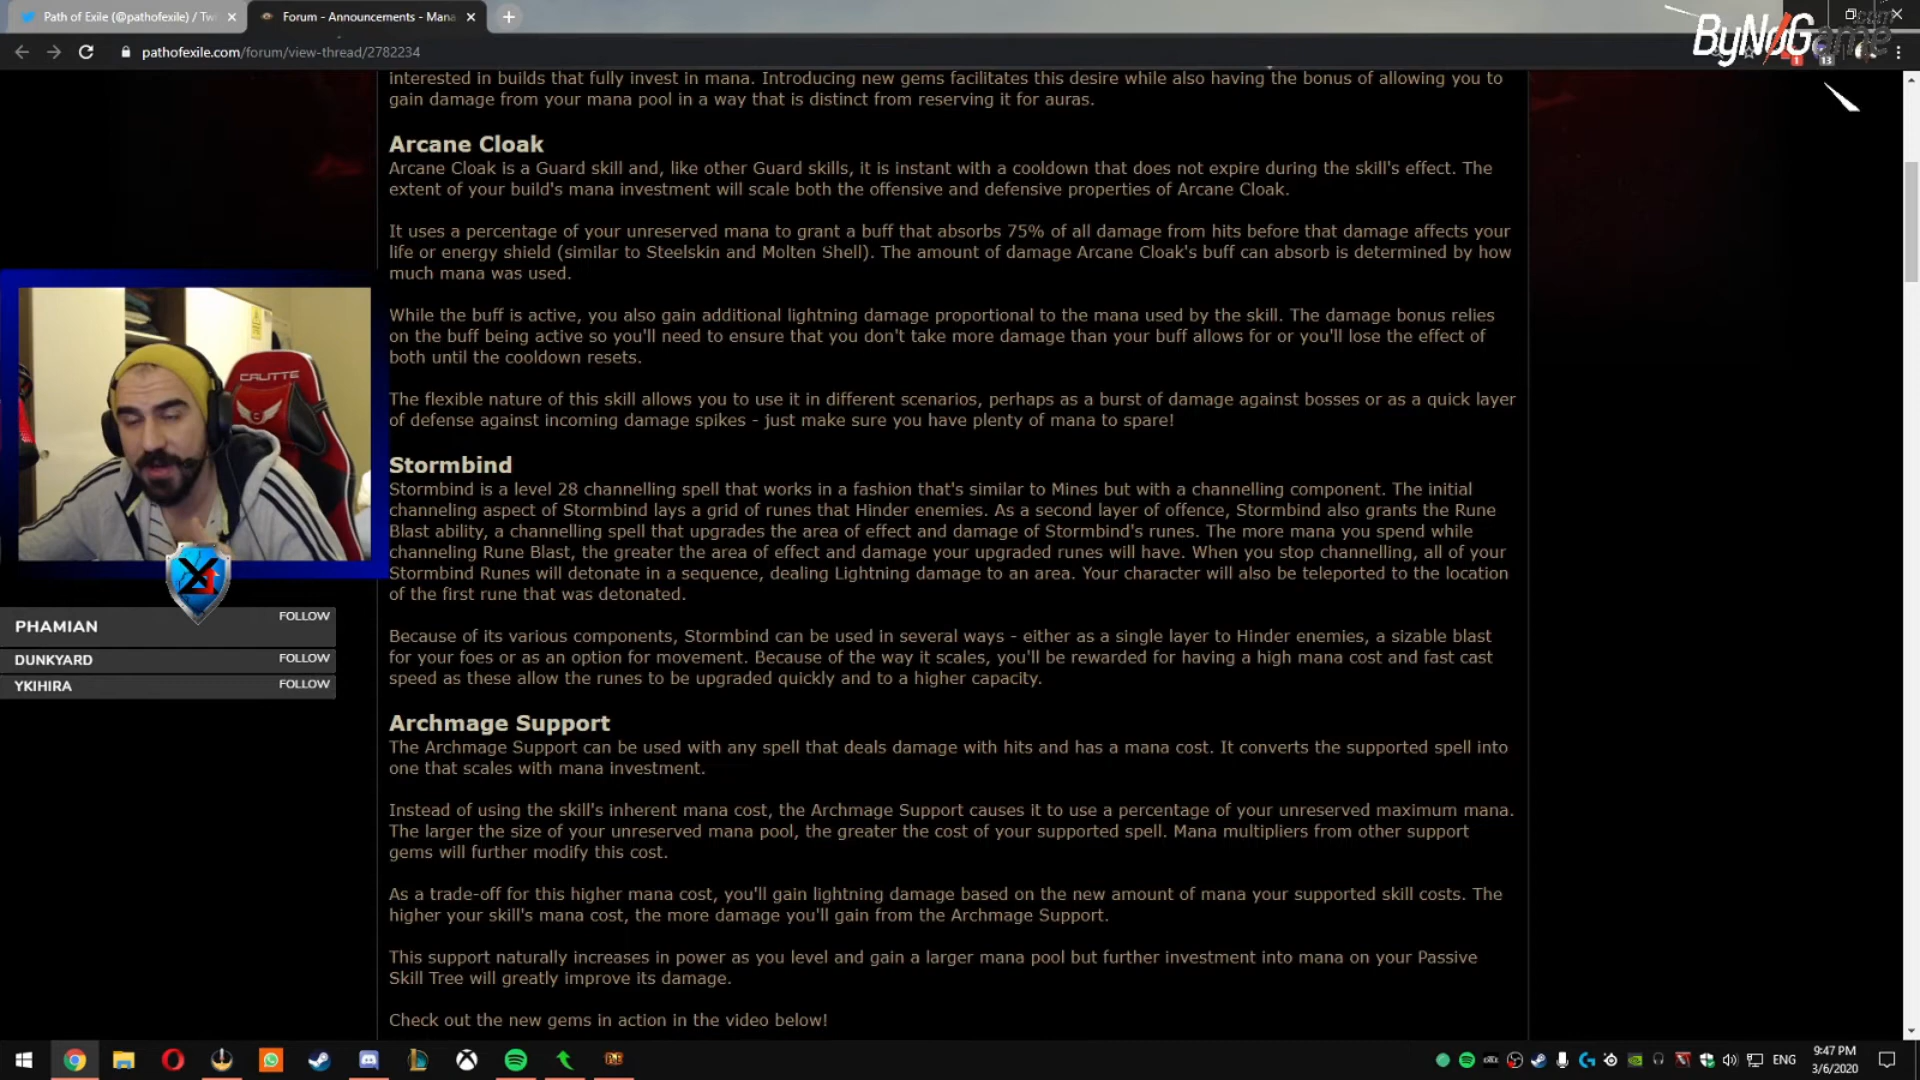 Path of Exile (@pathofexile) / Tw
Forum - Announcements - Mana
pathofexile.com/forum/view-thread/2782234
ByNoGame
.com
1
13
interested in builds that fully invest in mana. Introducing new gems facilitates this desire while also having the bonus of allowing you to
gain damage from your mana pool in a way that is distinct from reserving it for auras.
Arcane Cloak
Arcane Cloak is a Guard skill and, like other Guard skills, it is instant with a cooldown that does not expire during the skill's effect. The
extent of your build's mana investment will scale both the offensive and defensive properties of Arcane Cloak.
It uses a percentage of your unreserved mana to grant a buff that absorbs 75% of all damage from hits before that damage affects your
life or energy shield (similar to Steelskin and Molten Shell). The amount of damage Arcane Cloak's buff can absorb is determined by how
much mana was used.
While the buff is active, you also gain additional lightning damage proportional to the mana used by the skill. The damage bonus relies
on the buff being active so you'll need to ensure that you don't take more damage than your buff allows for or you'll lose the effect of
both until the cooldown resets.
The flexible nature of this skill allows you to use it in different scenarios, perhaps as a burst of damage against bosses or as a quick layer
of defense against incoming damage spikes - just make sure you have plenty of mana to spare!
Stormbind
Stormbind is a level 28 channelling spell that works in a fashion that's similar to Mines but with a channelling component. The initial
channeling aspect of Stormbind lays a grid of runes that Hinder enemies. As a second layer of offence, Stormbind also grants the Rune
Blast ability, a channelling spell that upgrades the area of effect and damage of Stormbind's runes. The more mana you spend while
channeling Rune Blast, the greater the area of effect and damage your upgraded runes will have. When you stop channelling, all of your
Stormbind Runes will detonate in a sequence, dealing Lightning damage to an area. Your character will also be teleported to the location
of the first rune that was detonated.
Because of its various components, Stormbind can be used in several ways - either as a single layer to Hinder enemies, a sizable blast
for your foes or as an option for movement. Because of the way it scales, you'll be rewarded for having a high mana cost and fast cast
speed as these allow the runes to be upgraded quickly and to a higher capacity.
Archmage Support
The Archmage Support can be used with any spell that deals damage with hits and has a mana cost. It converts the supported spell into
one that scales with mana investment.
Instead of using the skill's inherent mana cost, the Archmage Support causes it to use a percentage of your unreserved maximum mana.
The larger the size of your unreserved mana pool, the greater the cost of your supported spell. Mana multipliers from other support
gems will further modify this cost.
As a trade-off for this higher mana cost, you'll gain lightning damage based on the new amount of mana your supported skill costs. The
higher your skill's mana cost, the more damage you'll gain from the Archmage Support.
This support naturally increases in power as you level and gain a larger mana pool but further investment into mana on your Passive
Skill Tree will greatly improve its damage.
Check out the new gems in action in the video below!
PHAMIAN FOLLOW
DUNKYARD FOLLOW
YKIHIRA FOLLOW
ENG
9:47 PM
3/6/2020